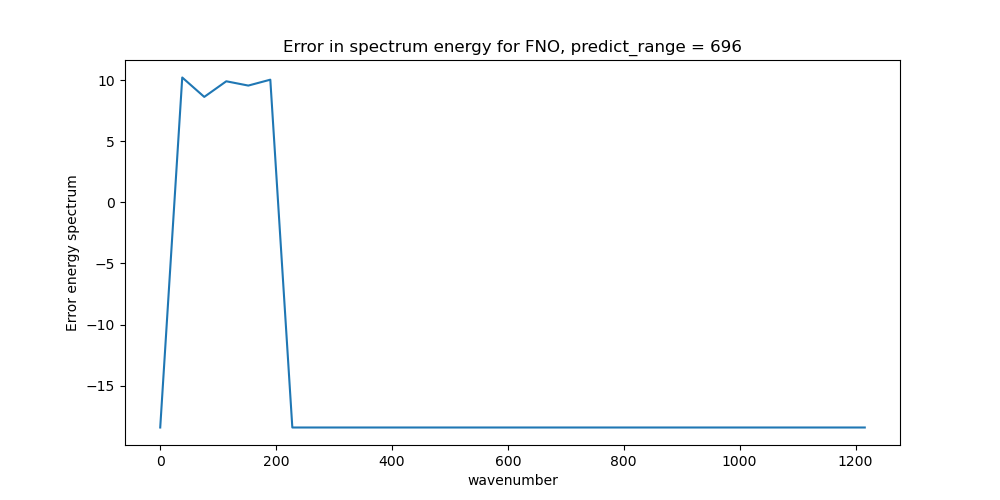 Error in spectrum energy for FNO, predict_range = 696
10
5
0
−5
−10
−15
Error energy spectrum
0 200 400 600 800 1000 1200
wavenumber